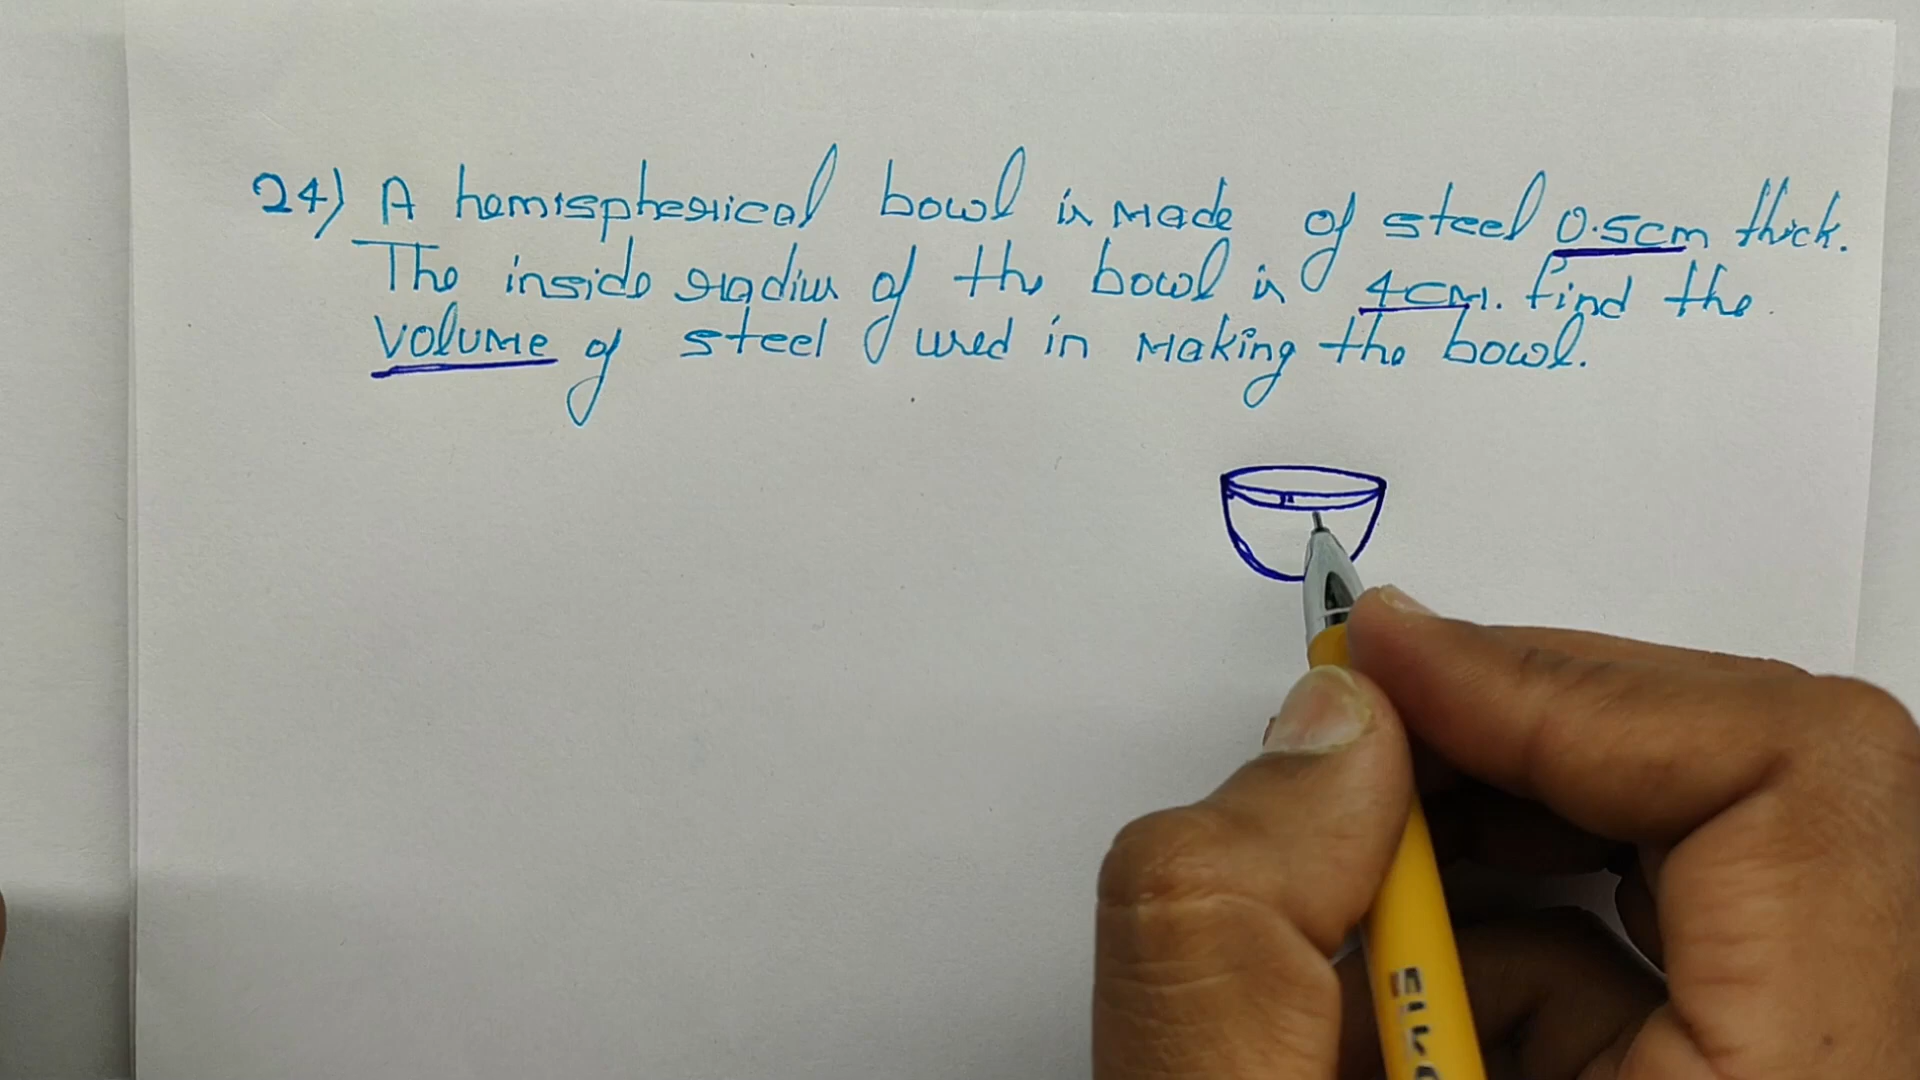 24) A hemispherical bowl is made of steel 0.5cm thick.
The inside radius of the bowl is 4cm. find the
volume of steel used in making the bowl.